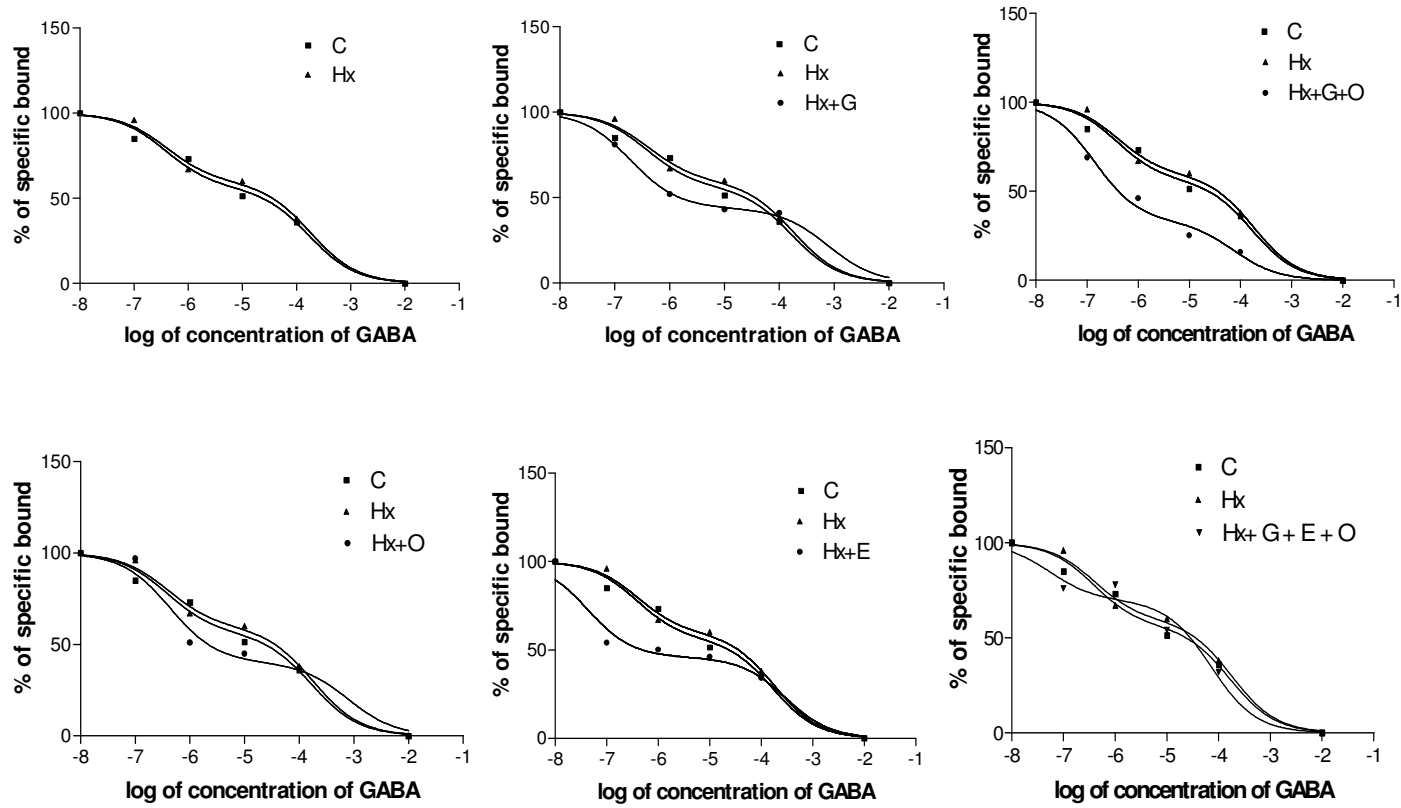 150
100
50
0
-8 -7 -6 -5 -4 -3 -2 -1
% of specific bound
log of concentration of GABA
C
Hx
150
100
50
0
-8 -7 -6 -5 -4 -3 -2 -1
% of specific bound
log of concentration of GABA
C
Hx
Hx+G
150
100
50
0
-8 -7 -6 -5 -4 -3 -2 -1
% of specific bound
log of concentration of GABA
C
Hx
Hx+G+O
150
100
50
0
-8 -7 -6 -5 -4 -3 -2 -1
% of specific bound
log of concentration of GABA
C
Hx
Hx+O
150
100
50
0
-8 -7 -6 -5 -4 -3 -2 -1
% of specific bound
log of concentration of GABA
C
Hx
Hx+E
150
100
50
0
-8 -7 -6 -5 -4 -3 -2 -1
% of specific bound
log of concentration of GABA
C
Hx
Hx+ G + E + O